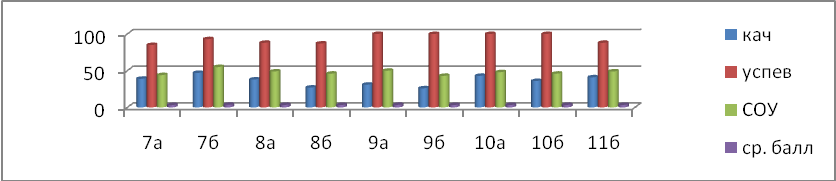 100
50
0
7а 7б 8а 8б 9а 9б 10а 10б 11б
кач
успев
СОУ
ср. балл